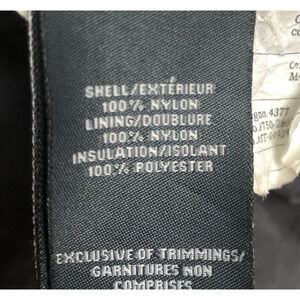 SHELL/EXTÉRIEUR
100% NYLON
LINING/DOUBLURE
100% NYLON
INSULATION/ISOLANT
100% POLYESTER
EXCLUSIVE OF TRIMMINGS/
GARNITURES NON
COMPRISES